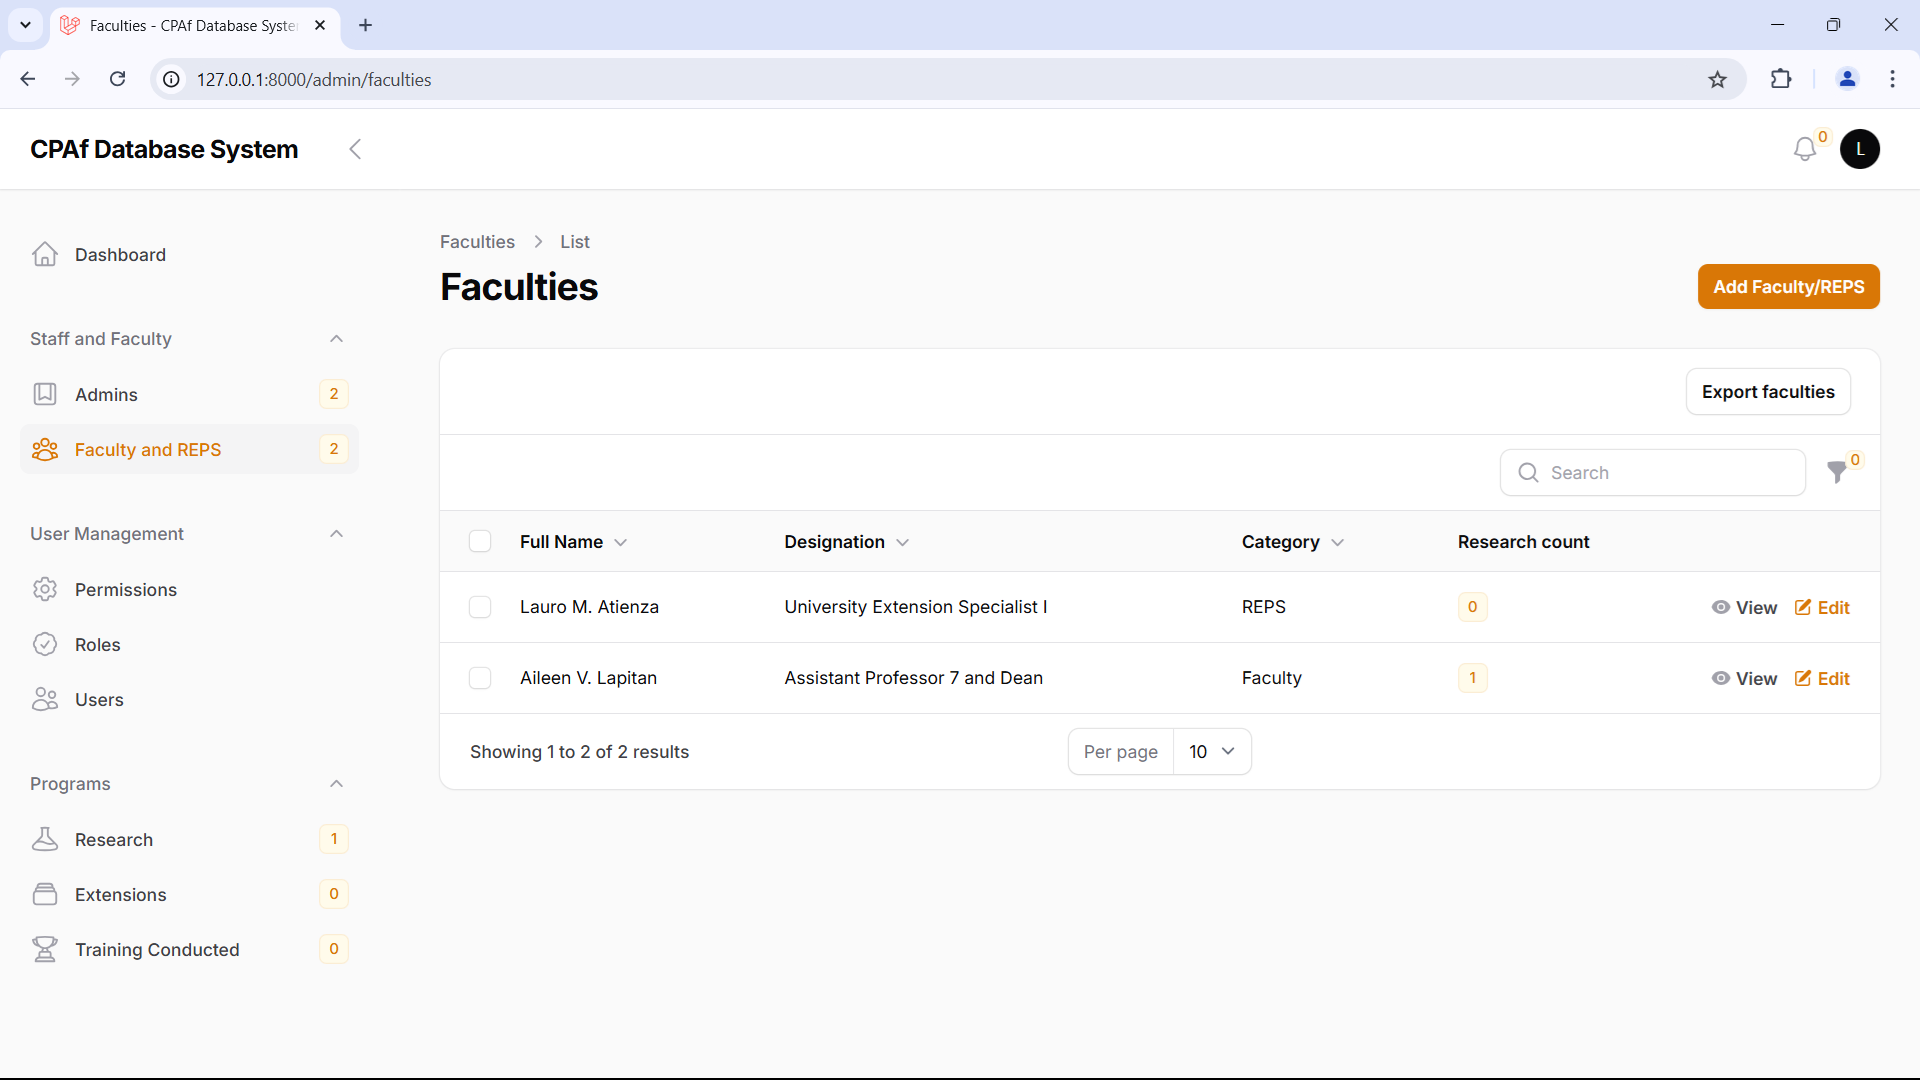 Faculties - CPAf Database Syste
127.0.0.1:8000/admin/faculties
CPAf Database System
0
L
Dashboard
Staff and Faculty
Admins 2
Faculty and REPS 2
User Management
Permissions
Roles
Users
Programs
Research 1
Extensions 0
Training Conducted 0
Faculties > List
Faculties
Add Faculty/REPS
Export faculties
Search
0
Full Name Designation Category Research count
Lauro M. Atienza University Extension Specialist I REPS 0 View Edit
Aileen V. Lapitan Assistant Professor 7 and Dean Faculty 1 View Edit
Showing 1 to 2 of 2 results Per page 10